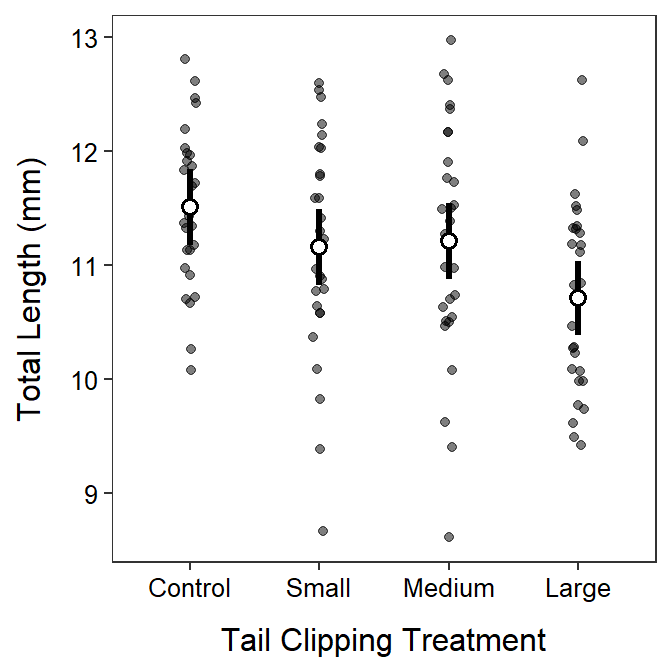 Total Length (mm)
13
12
11
10
9
Control Small Medium Large
Tail Clipping Treatment